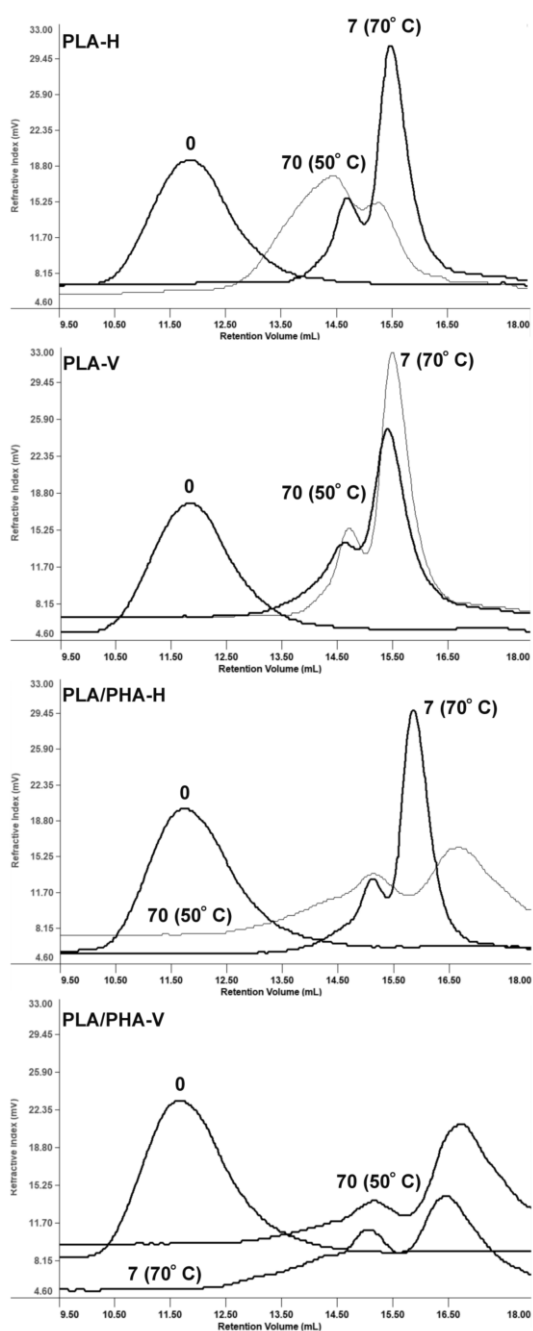 PLA-H
7 (70° C)
0
70 (50° C)
Refractive Index (mV)
33.00
29.45
25.90
22.35
18.80
15.25
11.70
8.15
4.60
9.50 10.50 11.50 12.50 13.50 14.50 15.50 16.50 18.00
Retention Volume (mL)
PLA-V
7 (70° C)
0
70 (50° C)
Refractive Index (mV)
33.00
29.45
25.90
22.35
18.80
15.25
11.70
8.15
4.60
9.50 10.50 11.50 12.50 13.50 14.50 15.50 16.50 18.00
Retention Volume (mL)
PLA/PHA-H
7 (70° C)
0
70 (50° C)
Refractive Index (mV)
33.00
29.45
25.90
22.35
18.80
15.25
11.70
8.15
4.60
9.50 10.50 11.50 12.50 13.50 14.50 15.50 16.50 18.00
Retention Volume (mL)
PLA/PHA-V
0
70 (50° C)
7 (70° C)
Refractive Index (mV)
33.00
29.45
25.90
22.35
18.80
15.25
11.70
8.15
4.60
9.50 10.50 11.50 12.50 13.50 14.50 15.50 16.50 18.00
Retention Volume (mL)